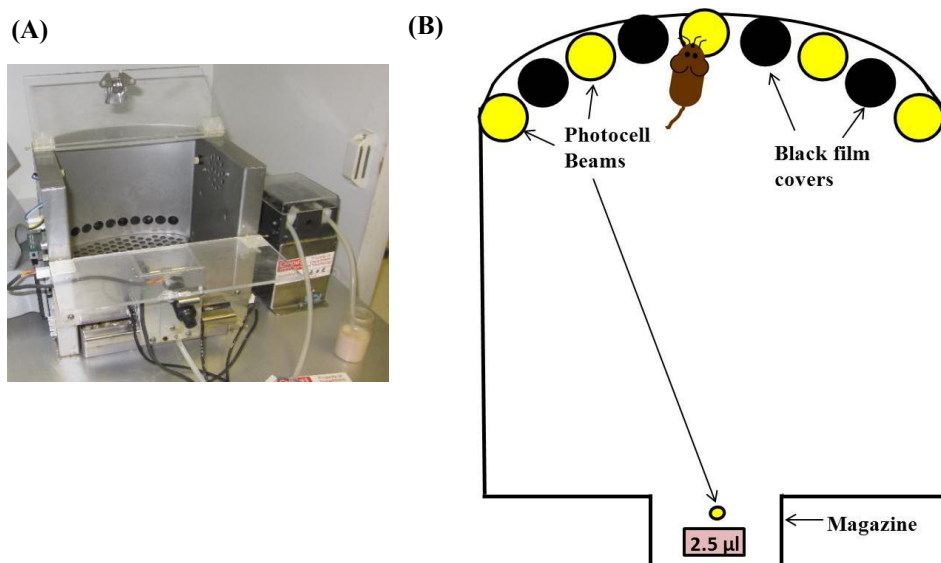 (A)
(B)
Photocell
Beams
Black film
covers
Magazine
2.5 µl